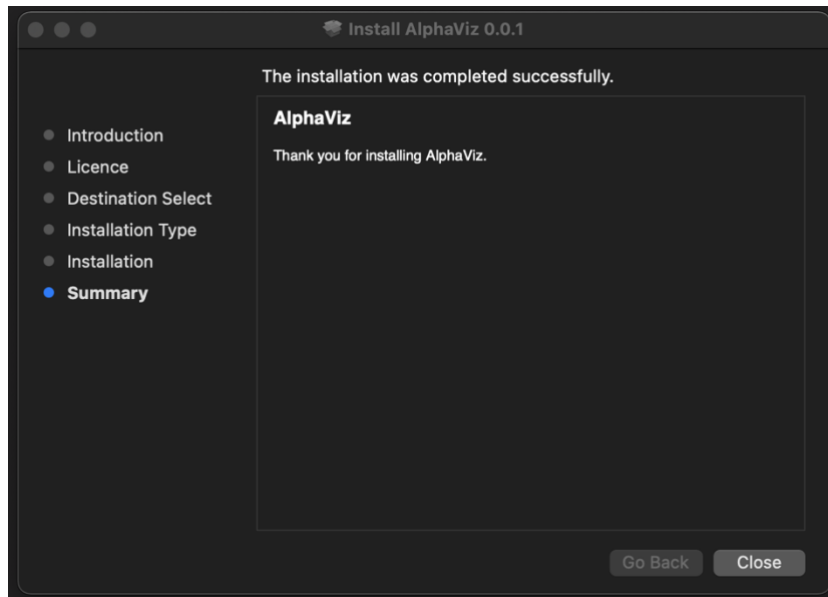 Install AlphaViz 0.0.1
The installation was completed successfully.
Introduction
Licence
Destination Select
Installation Type
Installation
Summary
AlphaViz
Thank you for installing AlphaViz.
Go Back
Close